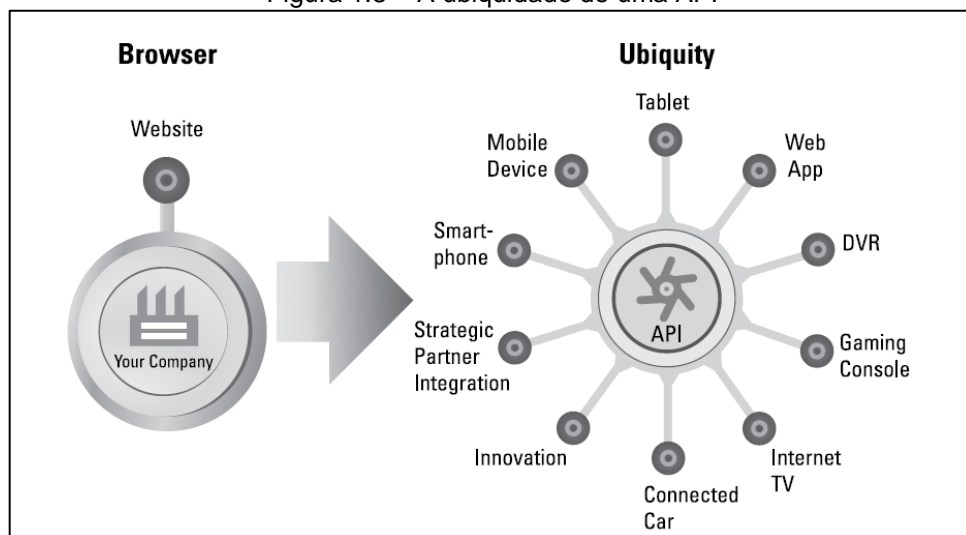 Figura
A ubiquidade de uma API
Browser
Ubiquity
Website
Your Company
Tablet
Web
App
DVR
Gaming
Console
Internet
TV
Connected
Car
Innovation
Strategic
Partner
Integration
Smart-
phone
Mobile
Device
API